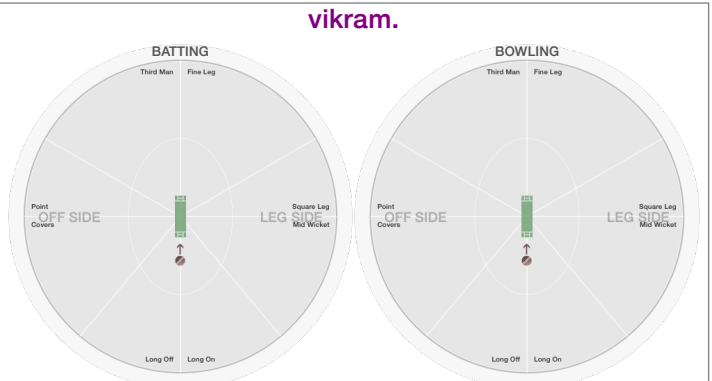 vikram.
BATTING
Third Man Fine Leg
Point
OFF SIDE
Covers
Square Leg
LEG SIDE
Mid Wicket
Long Off Long On
BOWLING
Third Man Fine Leg
Point
OFF SIDE
Covers
Square Leg
LEG SIDE
Mid Wicket
Long Off Long On